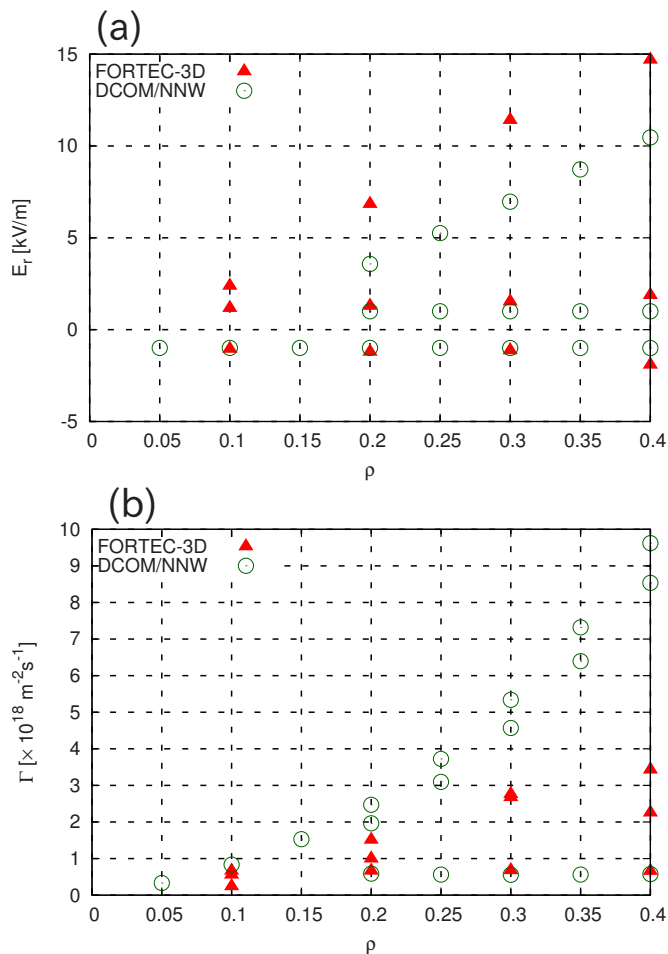 (a)
15
10
5
0
-5
E_r [kV/m]
FORTEC-3D
DCOM/NNW
0 0.05 0.1 0.15 0.2 0.25 0.3 0.35 0.4
ρ
(b)
10
9
8
7
6
5
4
3
2
1
0
Γ [× 10^18 m^-2 s^-1]
FORTEC-3D
DCOM/NNW
0 0.05 0.1 0.15 0.2 0.25 0.3 0.35 0.4
ρ